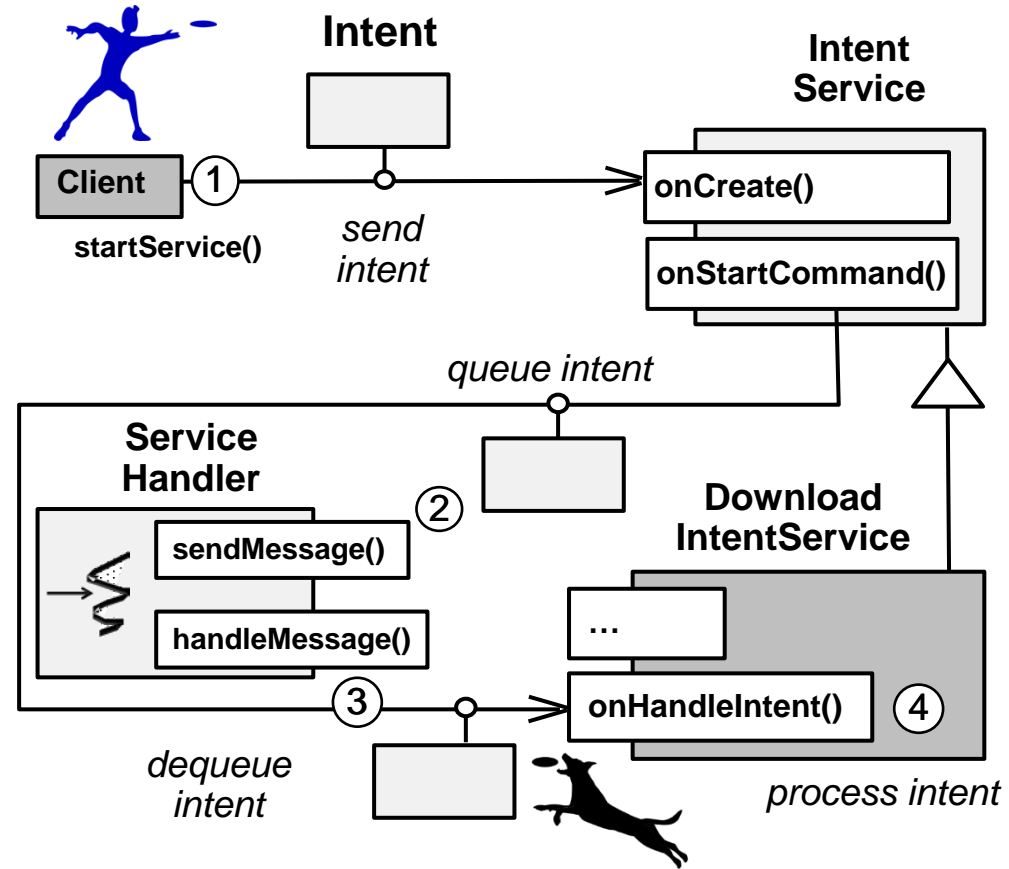 Intent
Intent
Service
Client
1
onCreate()
startService()
send
intent
onStartCommand()
queue intent
Service
Handler
2
sendMessage()
handleMessage()
Download
IntentService
...
3
onHandleIntent()
4
dequeue
intent
process intent